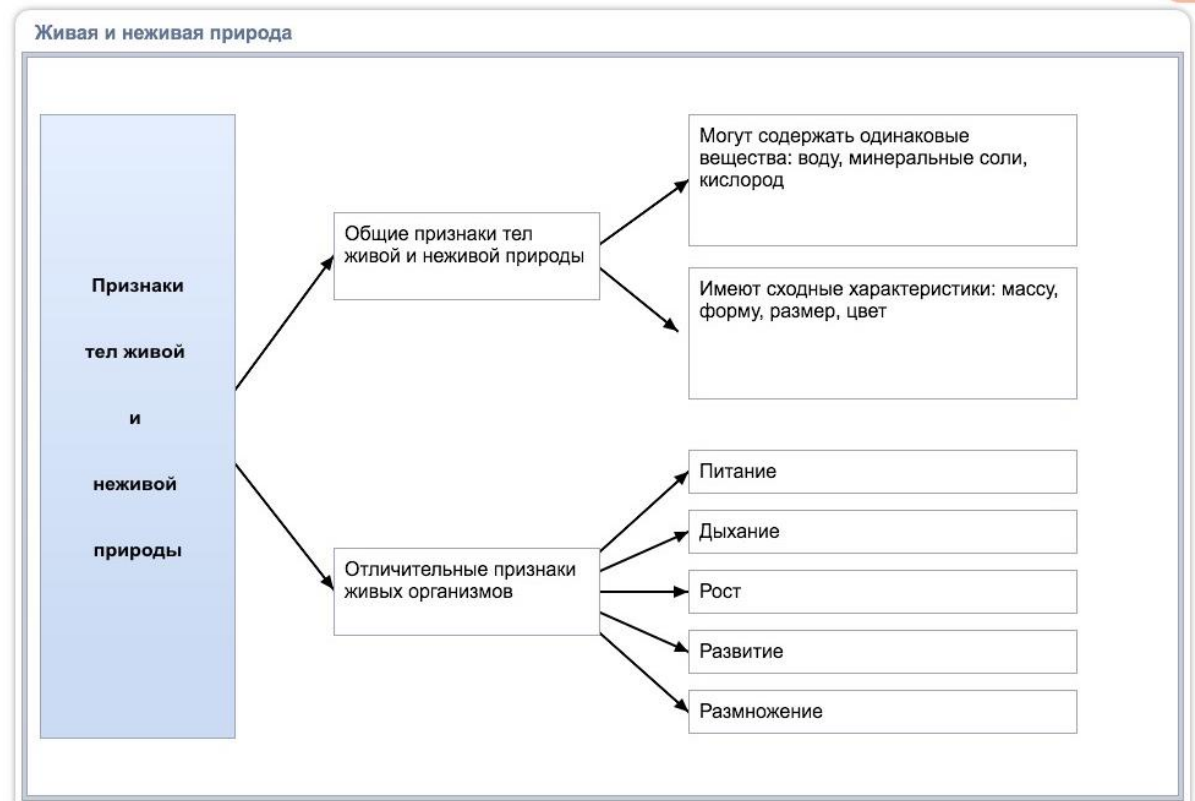 Живая и неживая природа
Признаки
тел живой
и
неживой
природы
Общие признаки тел
живой и неживой природы
Могут содержать одинаковые
вещества: воду, минеральные соли,
кислород
Имеют сходные характеристики: массу,
форму, размер, цвет
Отличительные признаки
живых организмов
Питание
Дыхание
Рост
Развитие
Размножение